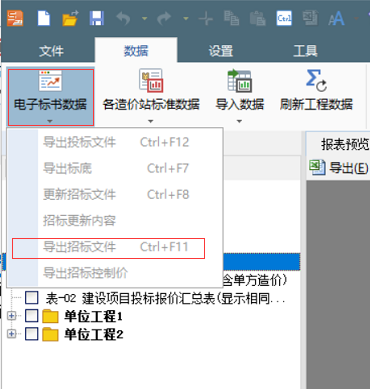 Ctrl
文件 数据 设置 工具
电子标书数据 各造价站标准数据 导入数据 刷新工程数据
导出投标文件 Ctrl+F12
导出标底 Ctrl+F7
报表预览
更新招标文件 Ctrl+F8
导出(E)
招标更新内容
导出招标文件 Ctrl+F11
导出招标控制价
含单方造价)
表-02 建设项目投标报价汇总表(显示相同...
单位工程1
单位工程2